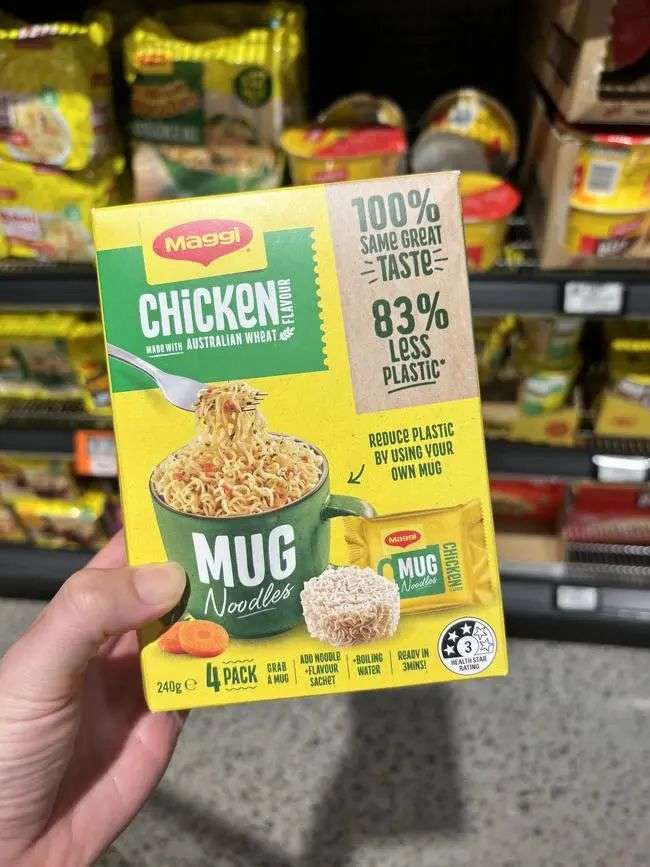 Maggi
CHICKEN
FLAVOUR
MADE WITH AUSTRALIAN WHEAT
100%
SAME GREAT
TASTE
83%
LESS
PLASTIC*
REDUCE PLASTIC
BY USING YOUR
OWN MUG
MUG
Noodles
Maggi
MUG
Noodles
CHICKEN
240g e
4 PACK
GRAB
A MUG
ADD NOODLE
+FLAVOUR
SACHET
+BOILING
WATER
READY IN
3MINS!
3
HEALTH STAR
RATING